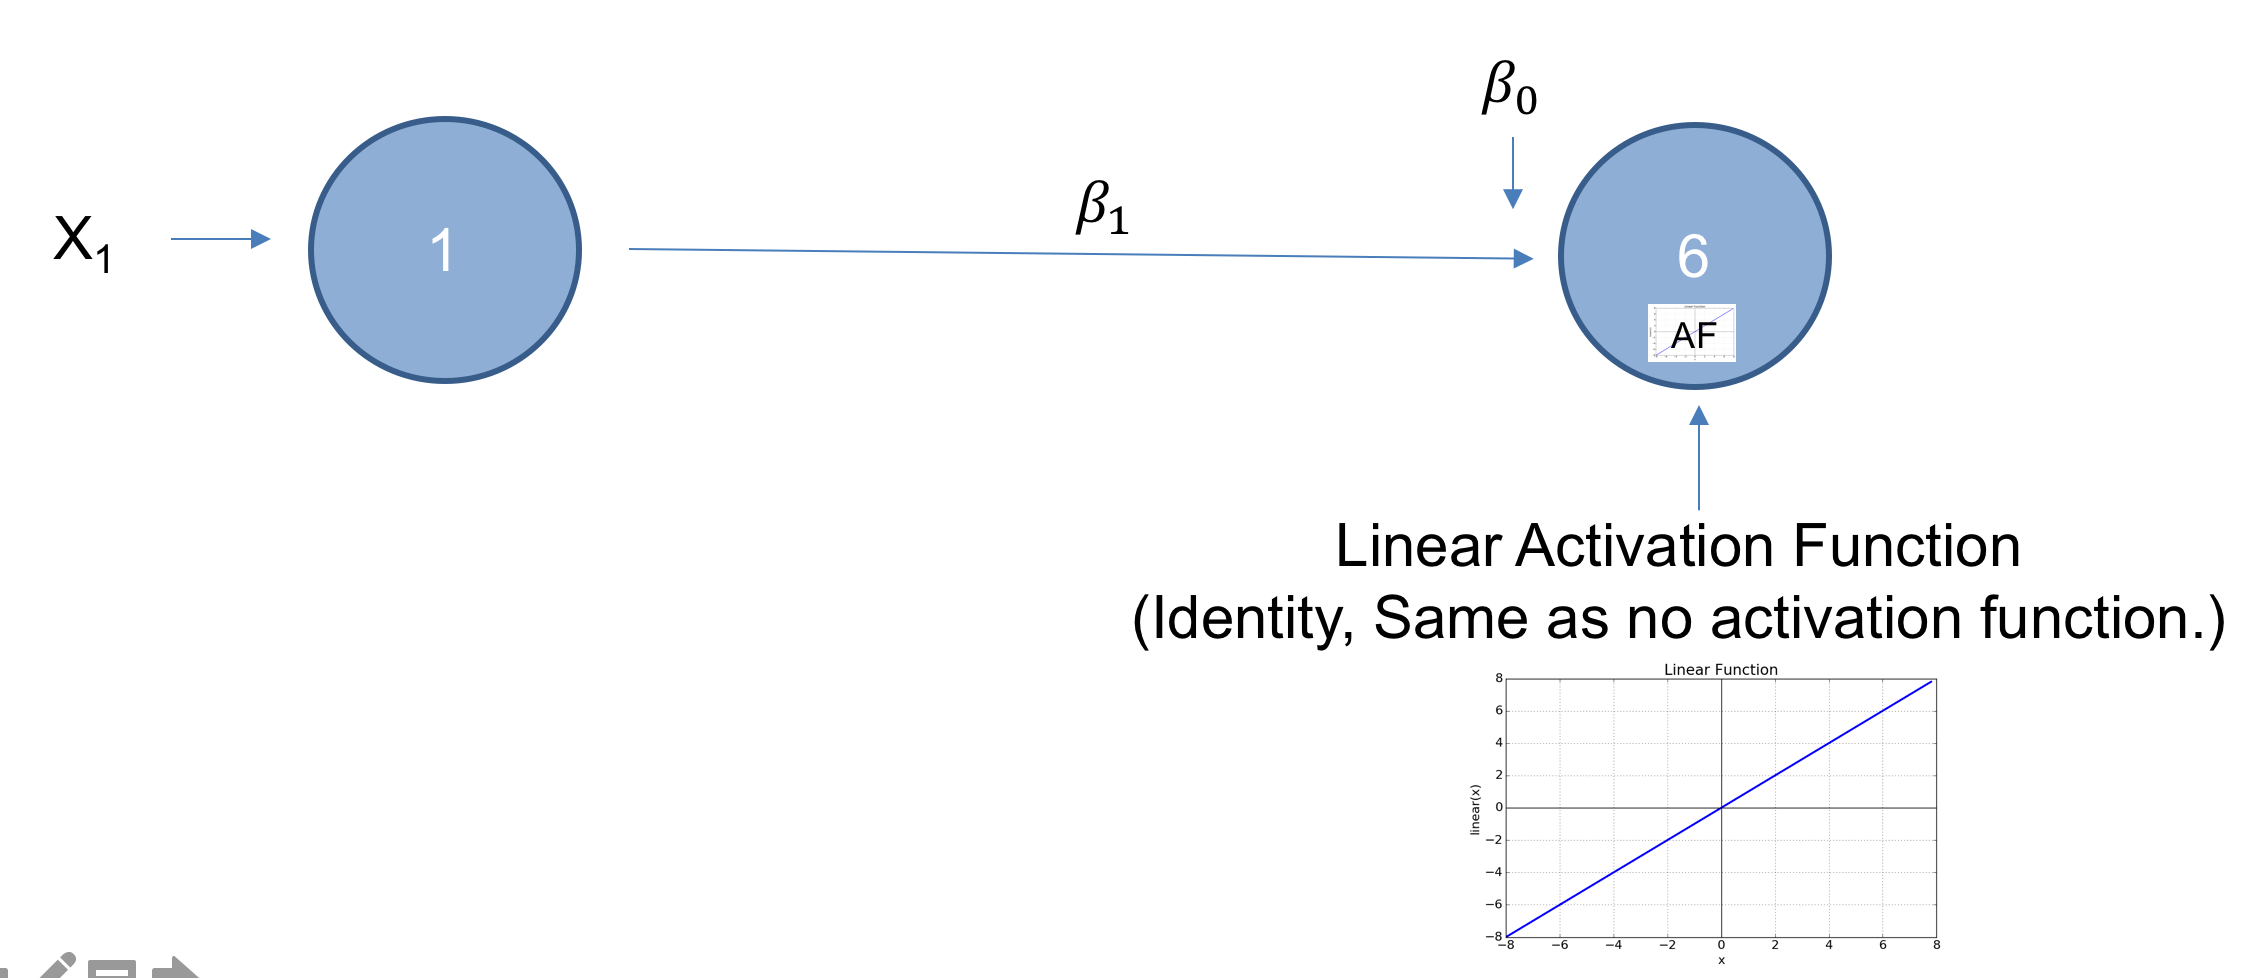 β₀
β₁
X₁
1
6
AF
Linear Activation Function
(Identity, Same as no activation function.)
Linear Function
8
6
4
2
0
−2
−4
−6
−8
linear(x)
−8 −6 −4 −2 0 2 4 6 8
x